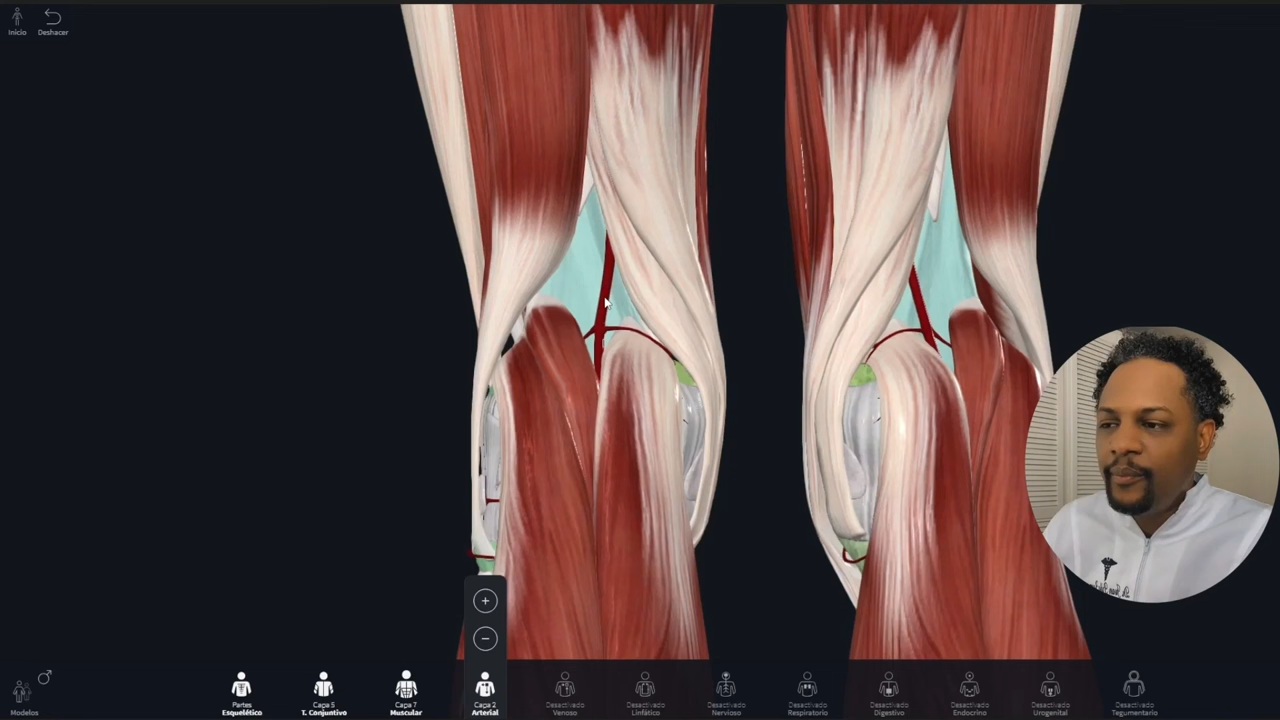 Inicio
Deshacer
Modelos
Partes
Esquelético
Capa 5
T. Conjuntivo
Capa 7
Muscular
Capa 2
Arterial
Desactivado
Venoso
Desactivado
Linfático
Desactivado
Nervioso
Desactivado
Respiratorio
Desactivado
Digestivo
Desactivado
Endocrino
Desactivado
Urogenital
Desactivado
Tegumentario